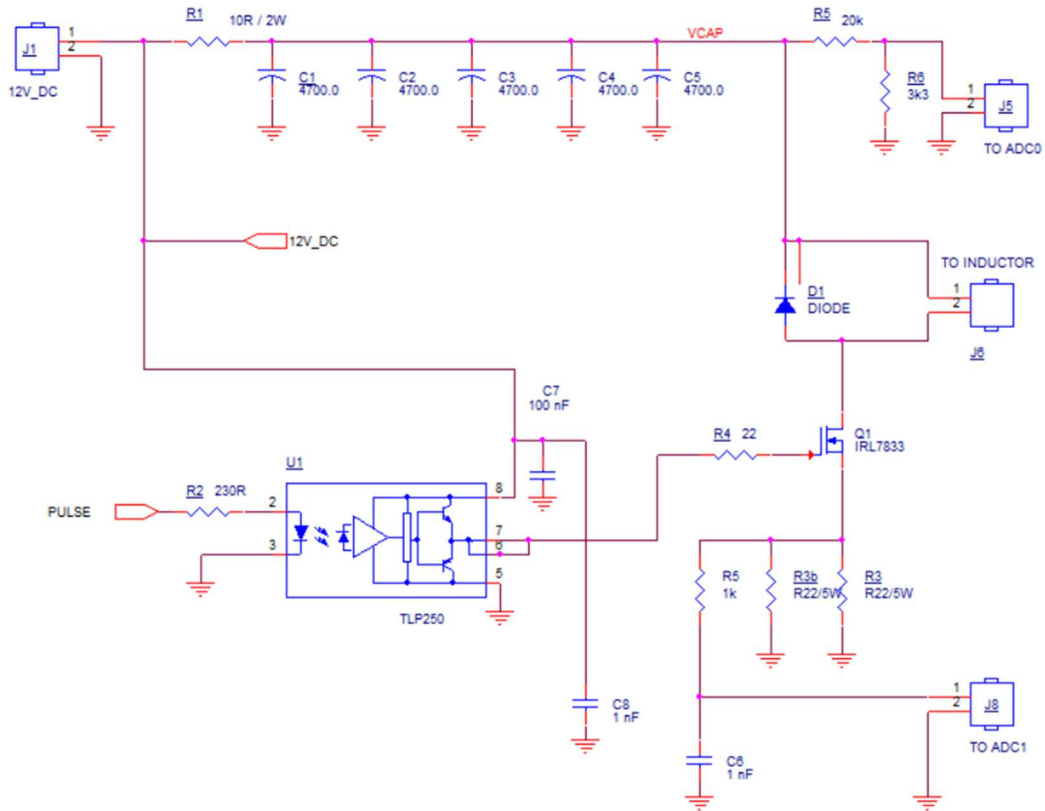 R1
10R / 2W
VCAP
R5
20k
1
2
J1
12V_DC
C1
4700.0
C2
4700.0
C3
4700.0
C4
4700.0
C5
4700.0
R6
3k3
1
2
J5
TO ADC0
12V_DC
TO INDUCTOR
D1
DIODE
1
2
J6
C7
100 nF
R4
22
Q1
IRL7833
U1
R2
230R
PULSE
2
3
8
7
6
5
TLP250
R5
1k
R3b
R22/5W
R3
R22/5W
C8
1 nF
1
2
J8
TO ADC1
C6
1 nF